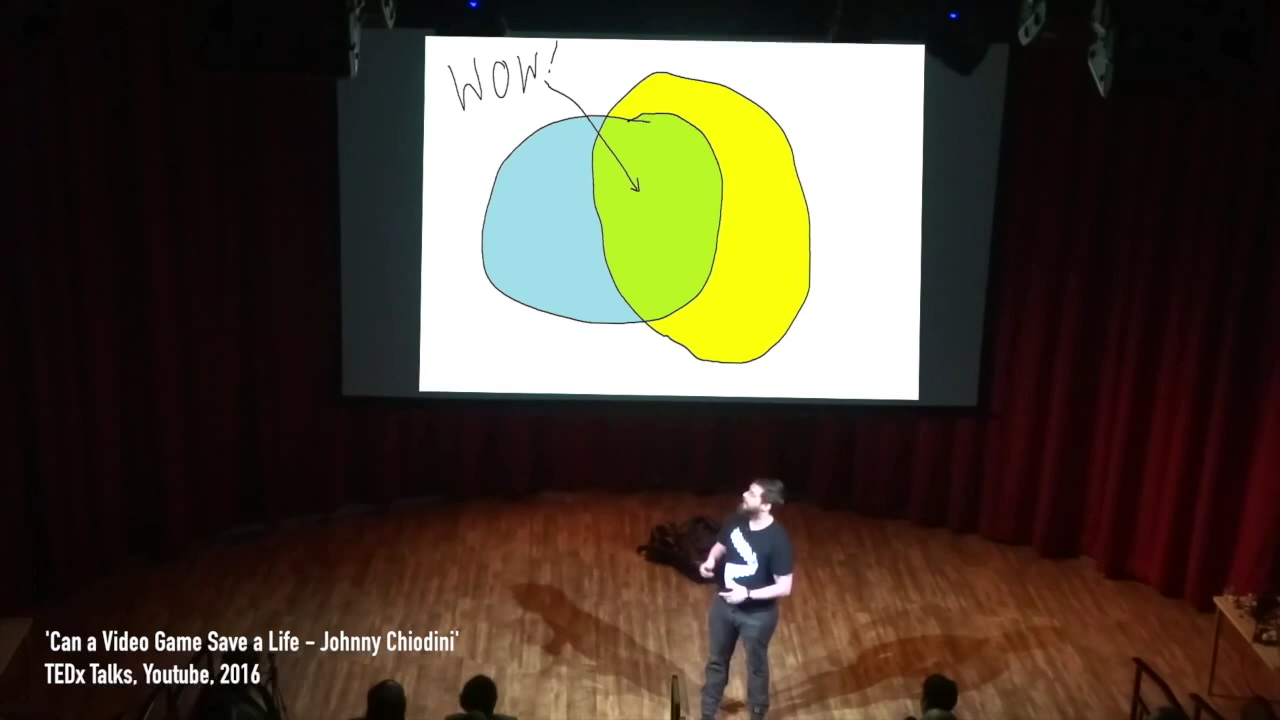 WOW!
'Can a Video Game Save a Life – Johnny Chiodini'
TEDx Talks, Youtube, 2016